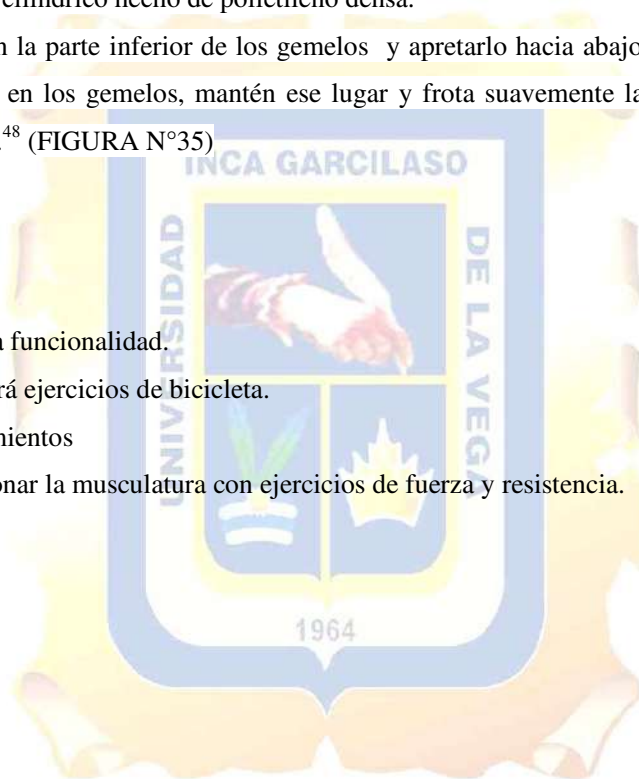 cilíndrico hecho de polietileno densa.
n la parte inferior de los gemelos y apretarlo hacia abajo
en los gemelos, mantén ese lugar y frota suavemente la
.48 (FIGURA N°35)
INCA GARCILASO
UNIVERSIDAD
DE LA VEGA
a funcionalidad.
rá ejercicios de bicicleta.
mientos
onar la musculatura con ejercicios de fuerza y resistencia.
1964